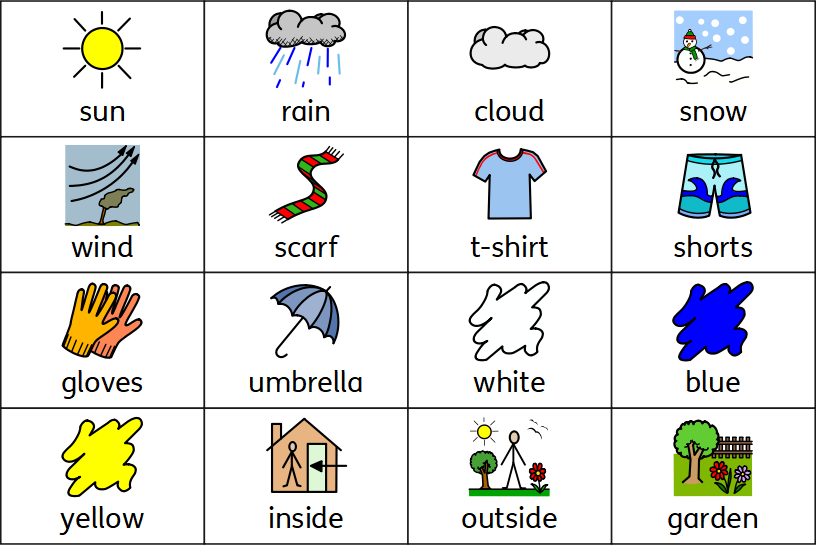 sun rain cloud snow
wind scarf t-shirt shorts
gloves umbrella white blue
yellow inside outside garden